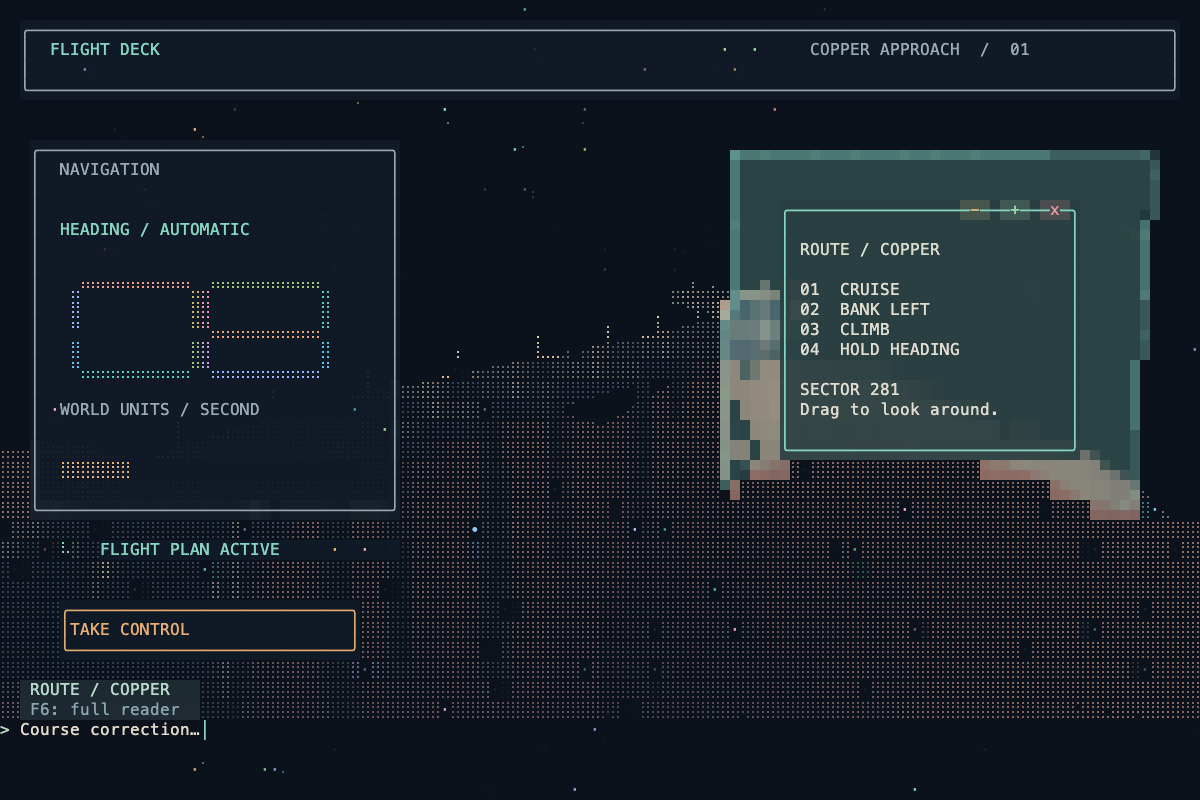 FLIGHT DECK
COPPER APPROACH / 01
NAVIGATION
HEADING / AUTOMATIC
08
WORLD UNITS / SECOND
FLIGHT PLAN ACTIVE
TAKE CONTROL
− + x
ROUTE / COPPER
01 CRUISE
02 BANK LEFT
03 CLIMB
04 HOLD HEADING
SECTOR 281
Drag to look around.
ROUTE / COPPER
F6: full reader
> Course correction…